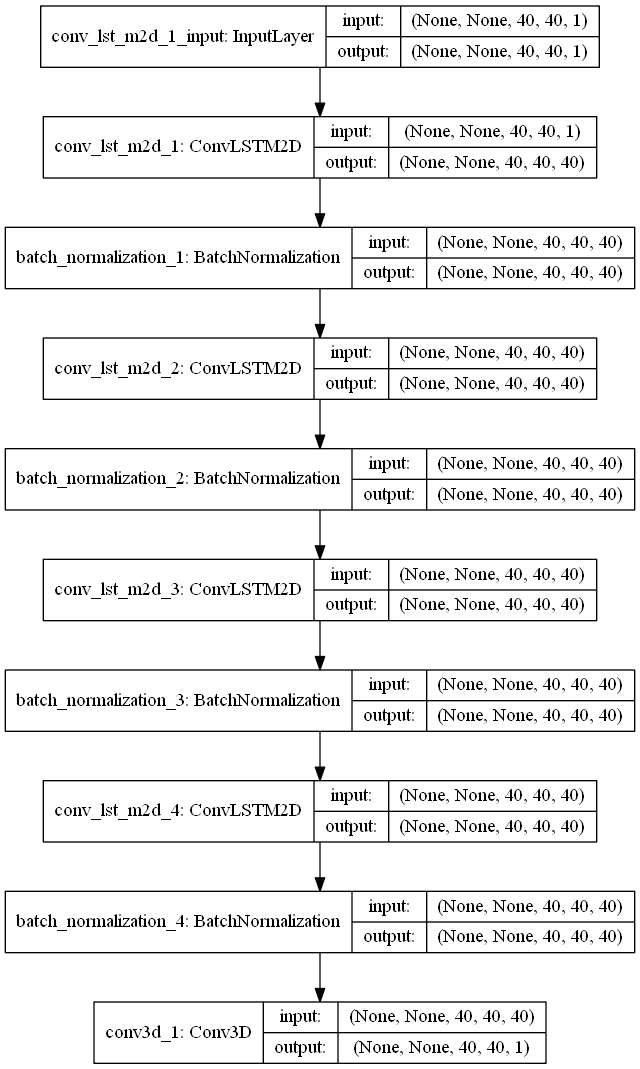 conv_lst_m2d_1_input: InputLayer
input: (None, None, 40, 40, 1)
output: (None, None, 40, 40, 1)
conv_lst_m2d_1: ConvLSTM2D
input: (None, None, 40, 40, 1)
output: (None, None, 40, 40, 40)
batch_normalization_1: BatchNormalization
input: (None, None, 40, 40, 40)
output: (None, None, 40, 40, 40)
conv_lst_m2d_2: ConvLSTM2D
input: (None, None, 40, 40, 40)
output: (None, None, 40, 40, 40)
batch_normalization_2: BatchNormalization
input: (None, None, 40, 40, 40)
output: (None, None, 40, 40, 40)
conv_lst_m2d_3: ConvLSTM2D
input: (None, None, 40, 40, 40)
output: (None, None, 40, 40, 40)
batch_normalization_3: BatchNormalization
input: (None, None, 40, 40, 40)
output: (None, None, 40, 40, 40)
conv_lst_m2d_4: ConvLSTM2D
input: (None, None, 40, 40, 40)
output: (None, None, 40, 40, 40)
batch_normalization_4: BatchNormalization
input: (None, None, 40, 40, 40)
output: (None, None, 40, 40, 40)
conv3d_1: Conv3D
input: (None, None, 40, 40, 40)
output: (None, None, 40, 40, 1)